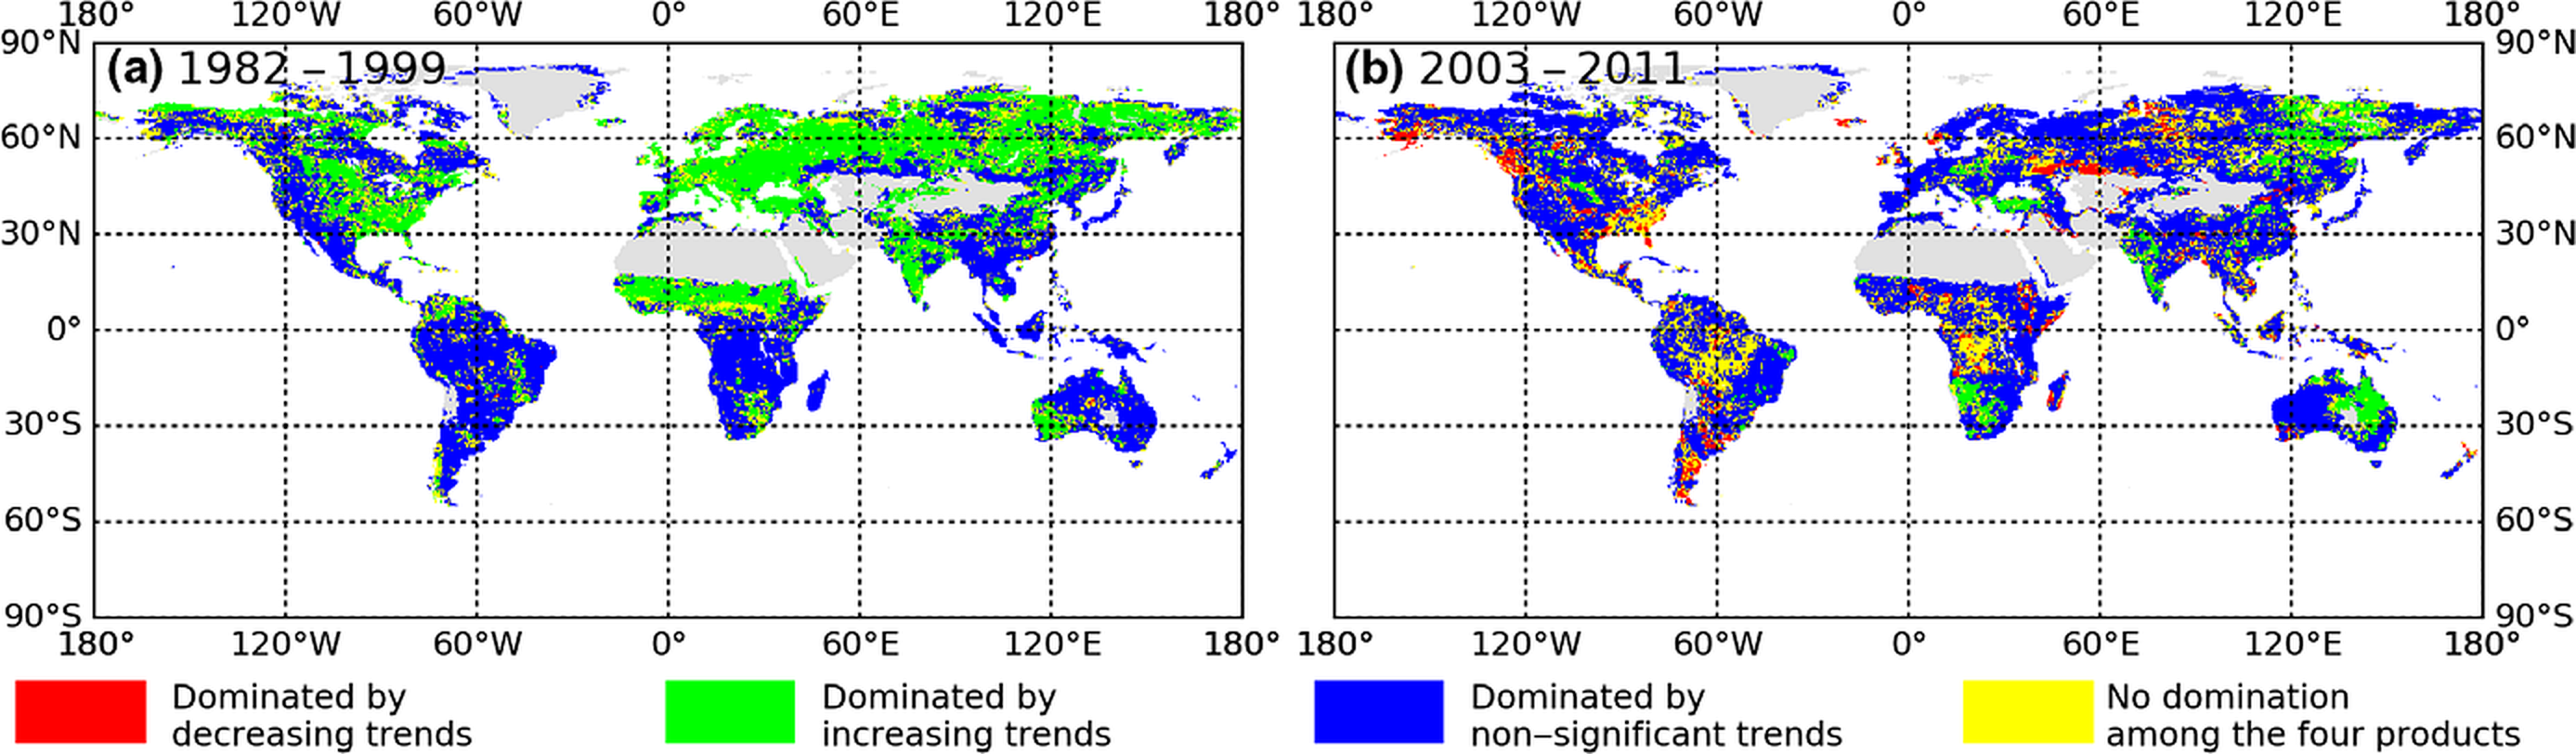 180° 120°W 60°W 0° 60°E 120°E 180° 180° 120°W 60°W 0° 60°E 120°E 180°
90°N (a) 1982 – 1999 (b) 2003 – 2011 90°N
60°N 60°N
30°N 30°N
0° 0°
30°S 30°S
60°S 60°S
90°S 90°S
180° 120°W 60°W 0° 60°E 120°E 180° 180° 120°W 60°W 0° 60°E 120°E 180°
Dominated by
decreasing trends
Dominated by
increasing trends
Dominated by
non−significant trends
No domination
among the four products